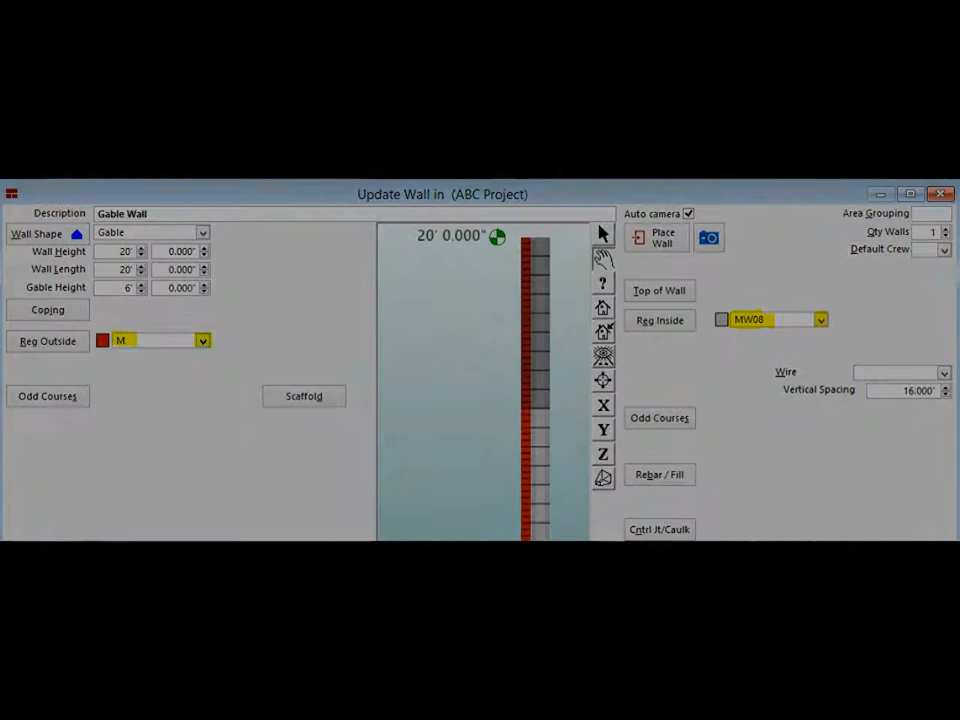 Update Wall in (ABC Project)
Description Gable Wall
Auto camera
Area Grouping
Wall Shape Gable
20' 0.000"
Place Wall
Qty Walls 1
Wall Height 20' 0.000"
Default Crew
Wall Length 20' 0.000"
Gable Height 6' 0.000"
?
Top of Wall
Coping
Reg Inside MW08
Reg Outside M
Wire
Vertical Spacing 16.000"
Odd Courses
Scaffold
X
Odd Courses
Y
Z
Rebar / Fill
Cntrl Jt/Caulk